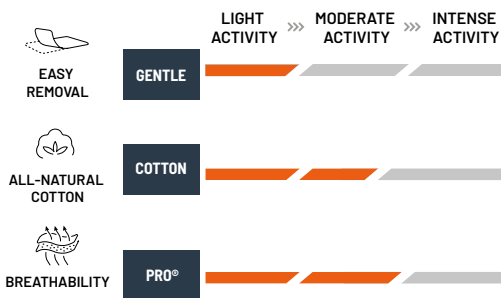 LIGHT ACTIVITY
MODERATE ACTIVITY
INTENSE ACTIVITY
EASY
REMOVAL
GENTLE
ALL-NATURAL
COTTON
COTTON
BREATHABILITY
PRO®